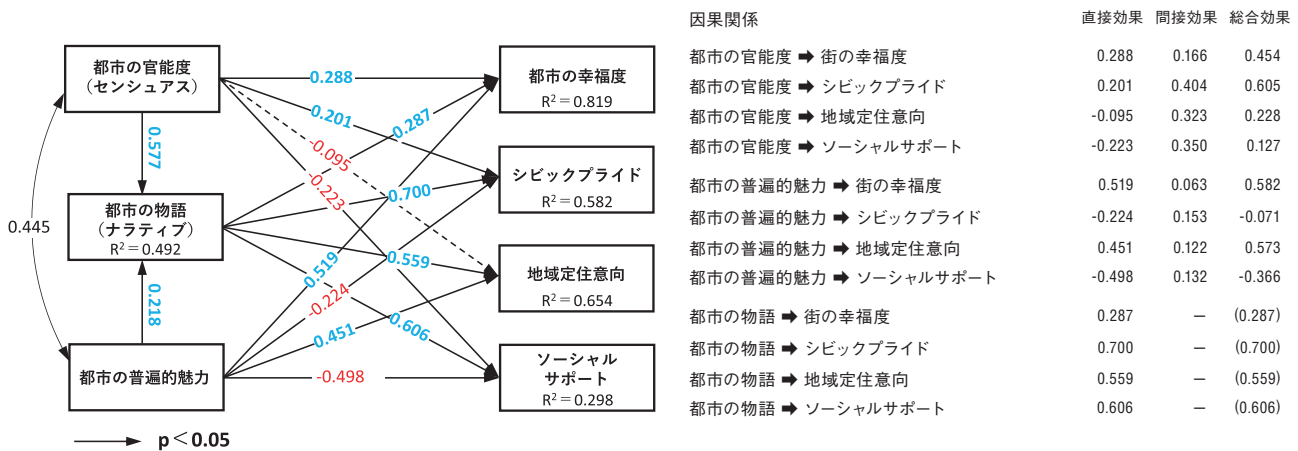 都市の官能度
（センシュアス）
0.577
都市の物語
（ナラティブ）
R²＝0.492
0.445
0.218
都市の普遍的魅力
p＜0.05
0.288
0.201
-0.095
-0.223
0.287
0.700
0.559
0.606
0.519
-0.224
0.451
-0.498
都市の幸福度
R²＝0.819
シビックプライド
R²＝0.582
地域定住意向
R²＝0.654
ソーシャル
サポート
R²＝0.298
因果関係 直接効果 間接効果 総合効果
都市の官能度 ➡ 街の幸福度 0.288 0.166 0.454
都市の官能度 ➡ シビックプライド 0.201 0.404 0.605
都市の官能度 ➡ 地域定住意向 -0.095 0.323 0.228
都市の官能度 ➡ ソーシャルサポート -0.223 0.350 0.127
都市の普遍的魅力 ➡ 街の幸福度 0.519 0.063 0.582
都市の普遍的魅力 ➡ シビックプライド -0.224 0.153 -0.071
都市の普遍的魅力 ➡ 地域定住意向 0.451 0.122 0.573
都市の普遍的魅力 ➡ ソーシャルサポート -0.498 0.132 -0.366
都市の物語 ➡ 街の幸福度 0.287 — (0.287)
都市の物語 ➡ シビックプライド 0.700 — (0.700)
都市の物語 ➡ 地域定住意向 0.559 — (0.559)
都市の物語 ➡ ソーシャルサポート 0.606 — (0.606)